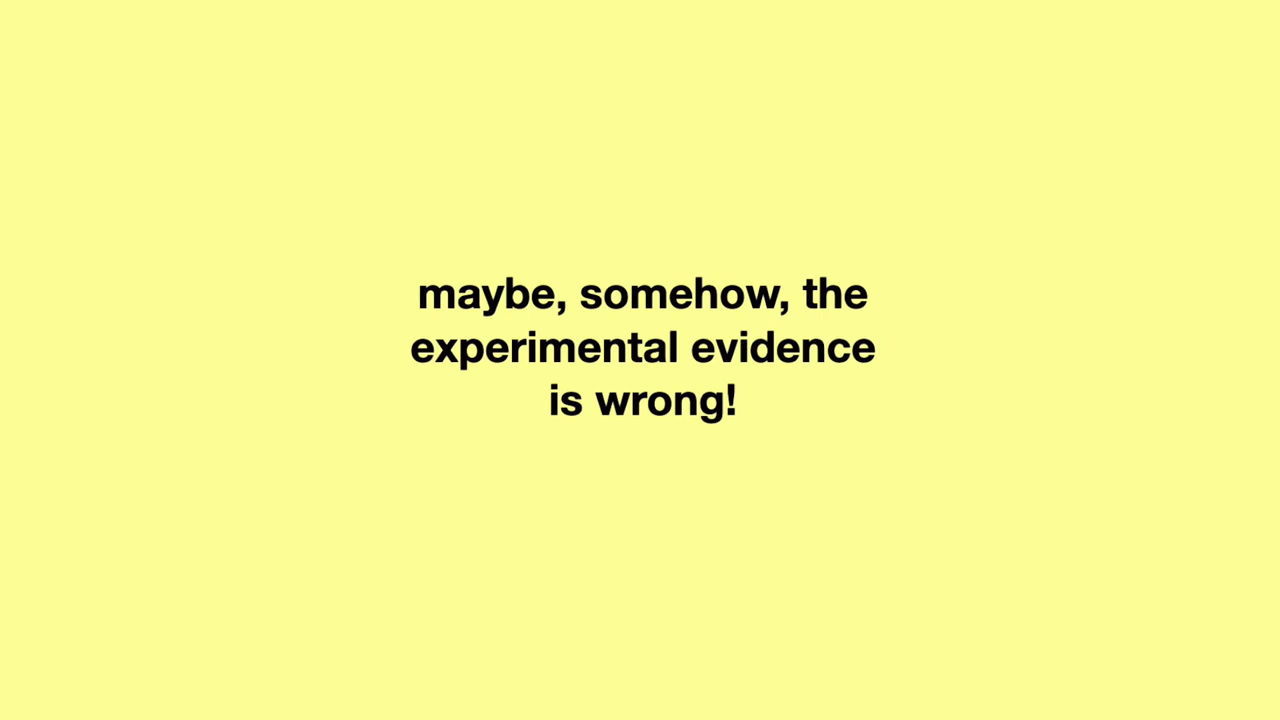 maybe, somehow, the
experimental evidence
is wrong!